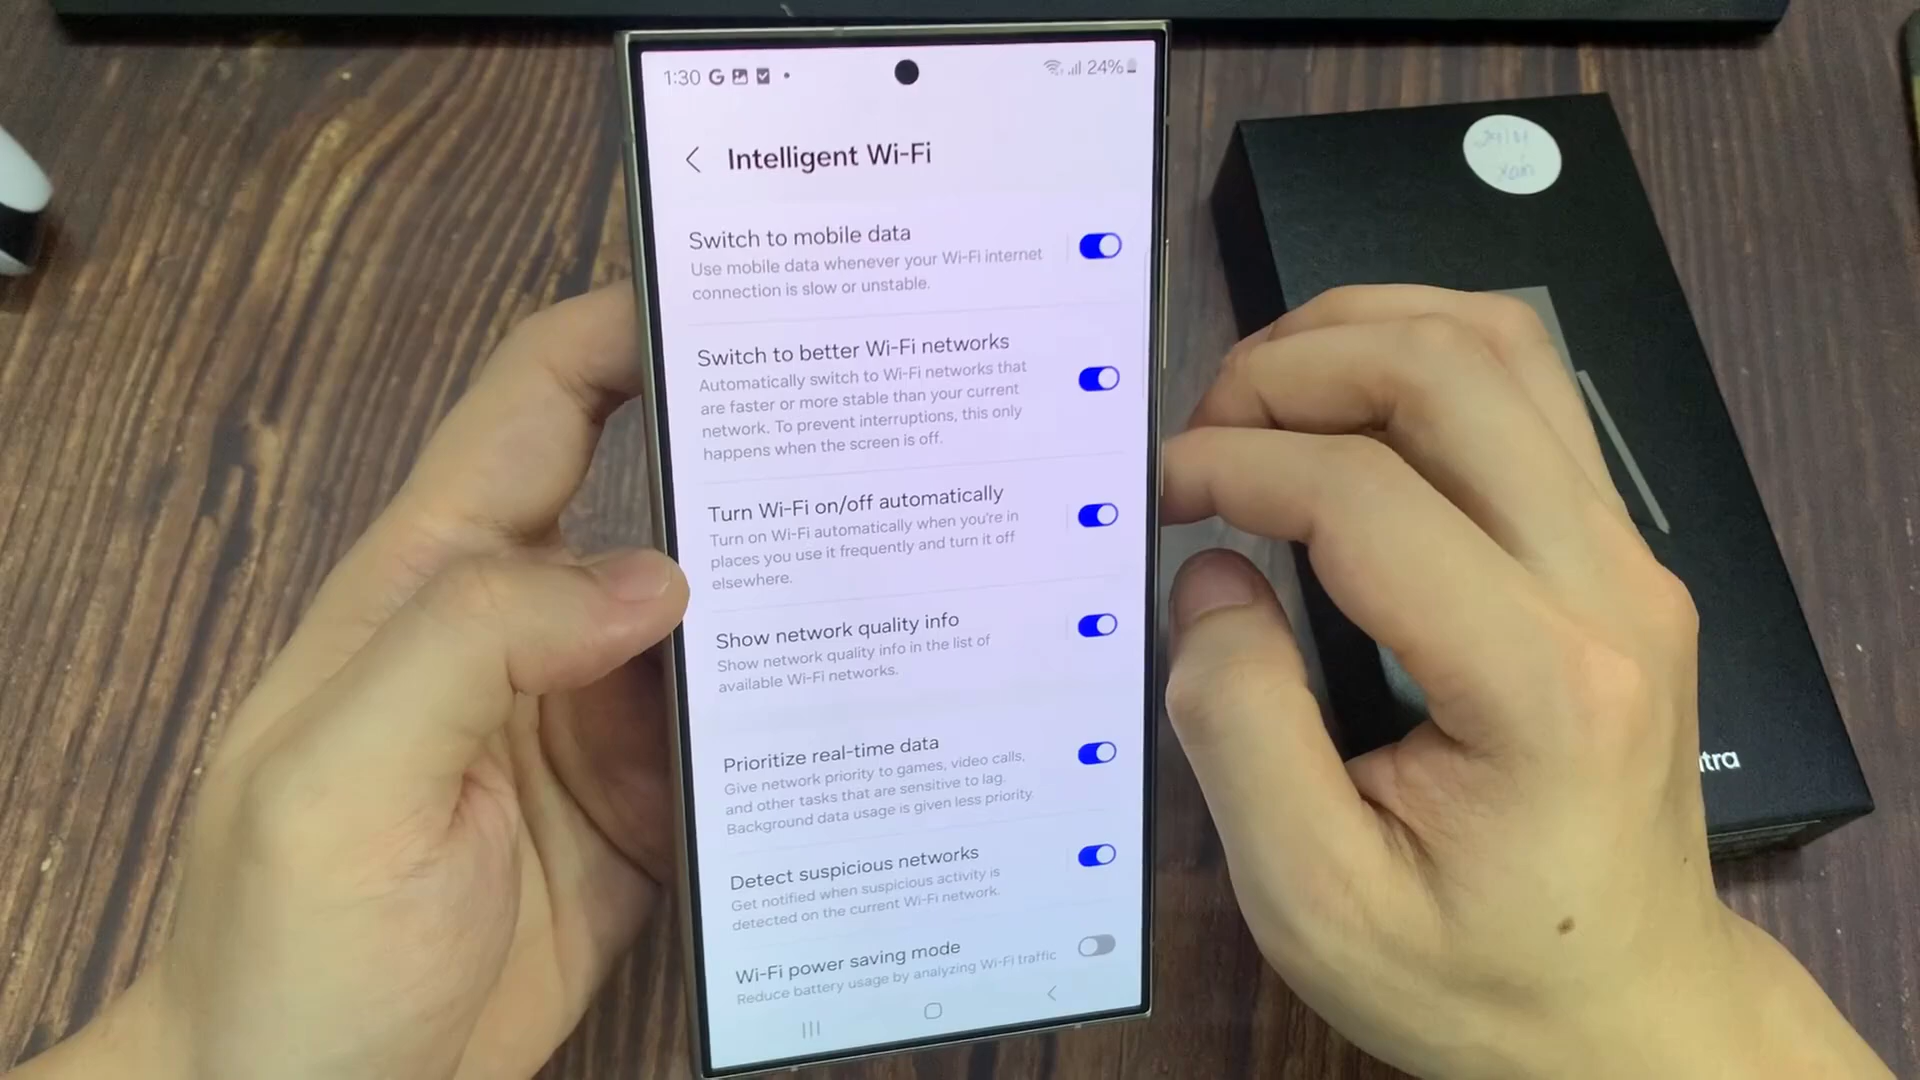 1:30 G
24%
Intelligent Wi-Fi
Switch to mobile data
Use mobile data whenever your Wi-Fi internet
connection is slow or unstable.
Switch to better Wi-Fi networks
Automatically switch to Wi-Fi networks that
are faster or more stable than your current
network. To prevent interruptions, this only
happens when the screen is off.
Turn Wi-Fi on/off automatically
Turn on Wi-Fi automatically when you're in
places you use it frequently and turn it off
elsewhere.
Show network quality info
Show network quality info in the list of
available Wi-Fi networks.
Prioritize real-time data
Give network priority to games, video calls,
and other tasks that are sensitive to lag.
Background data usage is given less priority.
Detect suspicious networks
Get notified when suspicious activity is
detected on the current Wi-Fi network.
Wi-Fi power saving mode
Reduce battery usage by analyzing Wi-Fi traffic
tra